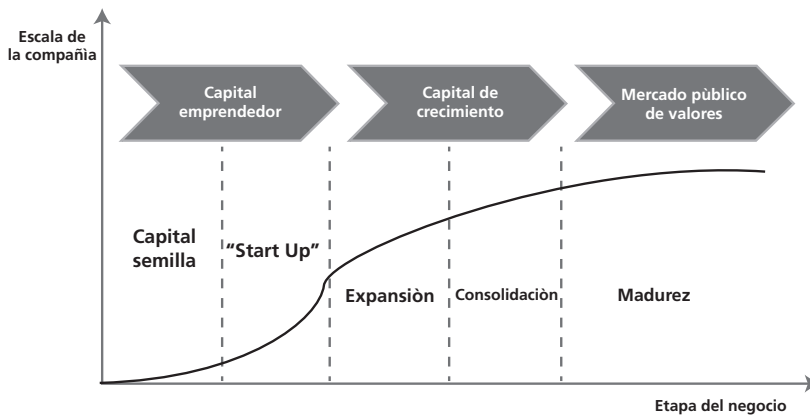 Escala de
la compañìa
Capital
emprendedor
Capital de
crecimiento
Mercado pùblico
de valores
Capital
semilla
“Start Up”
Expansiòn
Consolidaciòn
Madurez
Etapa del negocio